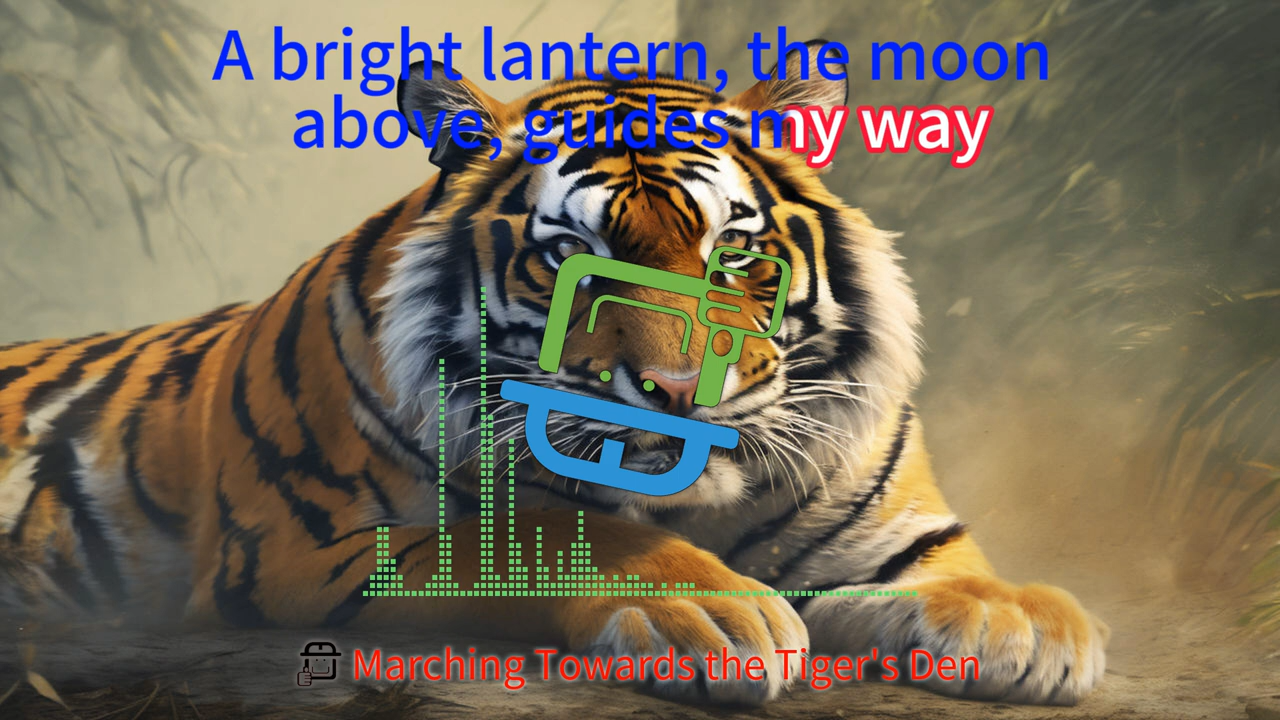 A bright lantern, the moon
above, guides my way
Marching Towards the Tiger's Den